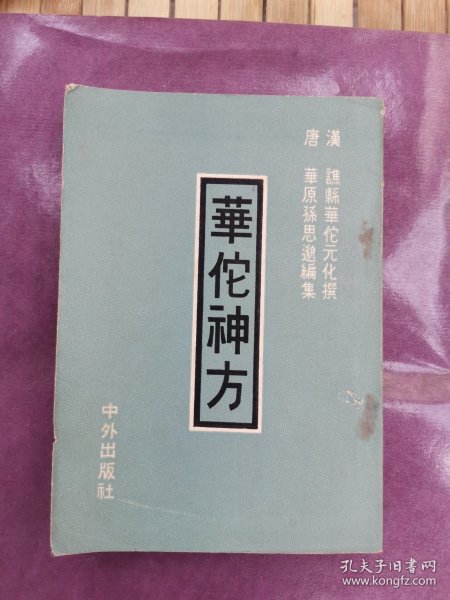 漢 譙縣華佗元化撰
唐 華原孫思邈編集
華佗神方
中外出版社
孔夫子旧书网
www.kongfz.com